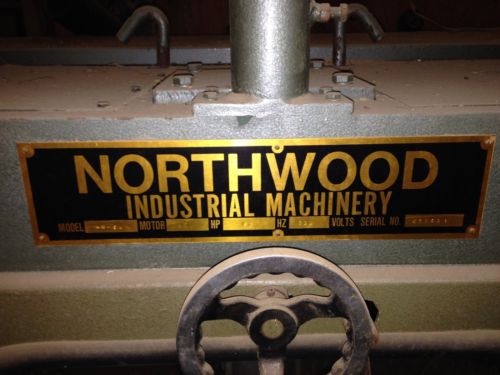 NORTHWOOD
INDUSTRIAL MACHINERY
MODEL MOTOR HP HZ VOLTS SERIAL NO.